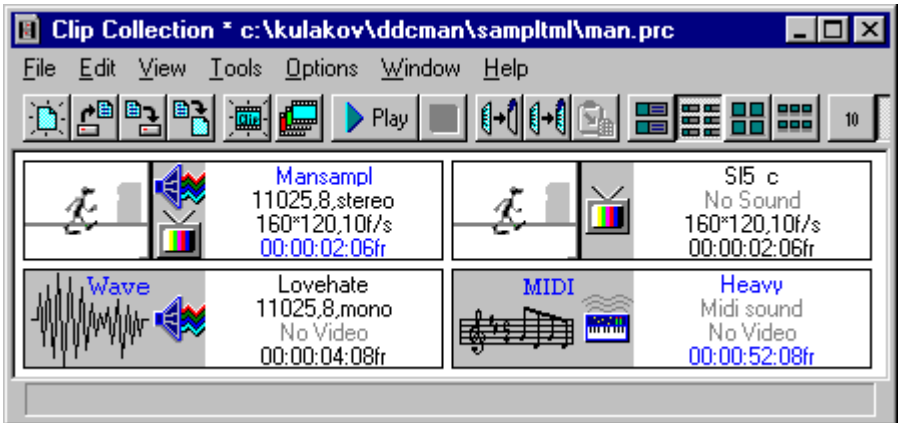 Clip Collection * c:\kulakov\ddcman\sampltml\man.prc
File Edit View Tools Options Window Help
Clip Play 10
Mansampl
11025,8,stereo
160*120,10f/s
00:00:02:06fr
SI5 c
No Sound
160*120,10f/s
00:00:02:06fr
Wave
Lovehate
11025,8,mono
No Video
00:00:04:08fr
MIDI
Heavy
Midi sound
No Video
00:00:52:08fr